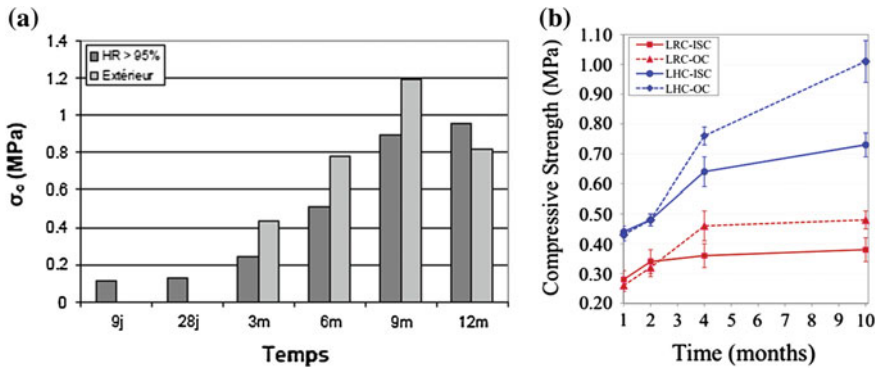 (a)
1.4
1.2
1
0.8
0.6
0.4
0.2
0
σc (MPa)
HR > 95%
Extérieur
9j 28j 3m 6m 9m 12m
Temps
(b)
1.10
1.00
0.90
0.80
0.70
0.60
0.50
0.40
0.30
0.20
Compressive Strength (MPa)
LRC-ISC
LRC-OC
LHC-ISC
LHC-OC
1 2 3 4 5 6 7 8 9 10
Time (months)